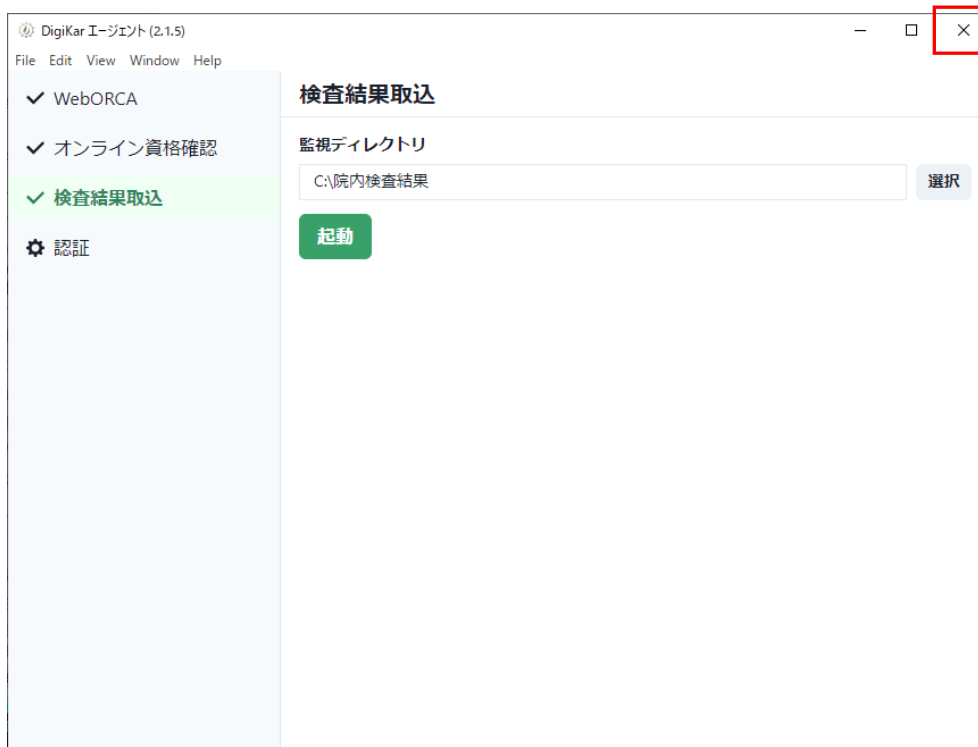 DigiKar エージェント (2.1.5)
File Edit View Window Help
WebORCA
オンライン資格確認
検査結果取込
認証
検査結果取込
監視ディレクトリ
C:\院内検査結果
選択
起動